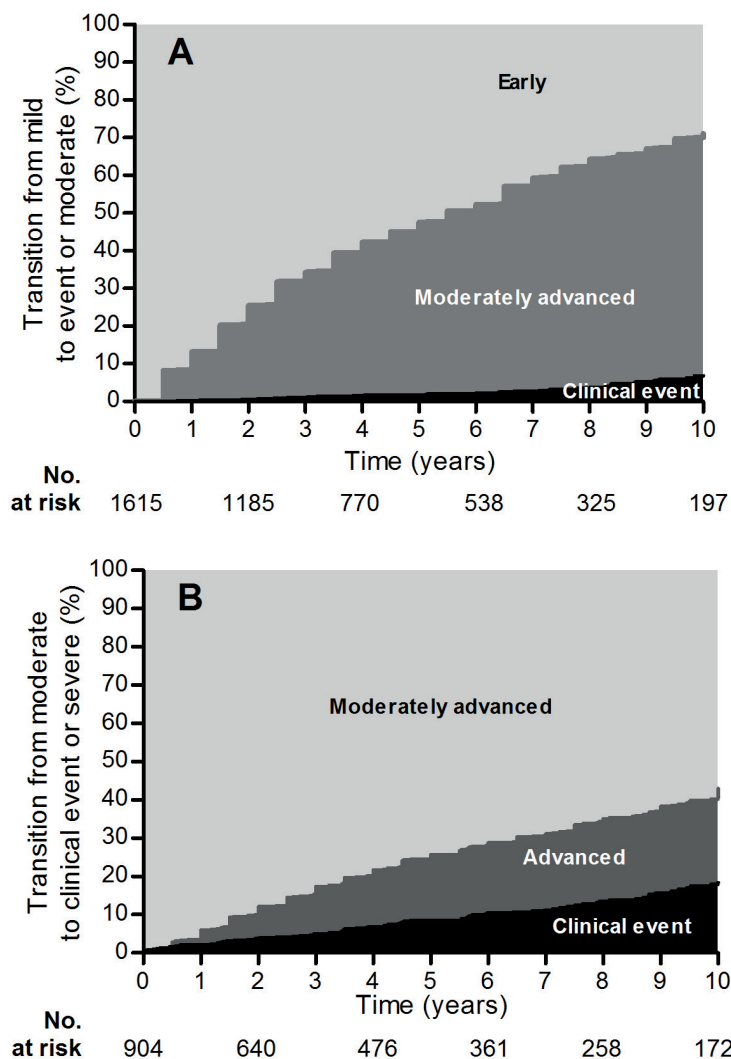 Transition from mild
to event or moderate (%)
100
90
80
70
60
50
40
30
20
10
0
A
Early
Moderately advanced
Clinical event
0 1 2 3 4 5 6 7 8 9 10
Time (years)
No.
at risk 1615 1185 770 538 325 197
Transition from moderate
to clinical event or severe (%)
100
90
80
70
60
50
40
30
20
10
0
B
Moderately advanced
Advanced
Clinical event
0 1 2 3 4 5 6 7 8 9 10
Time (years)
No.
at risk 904 640 476 361 258 172